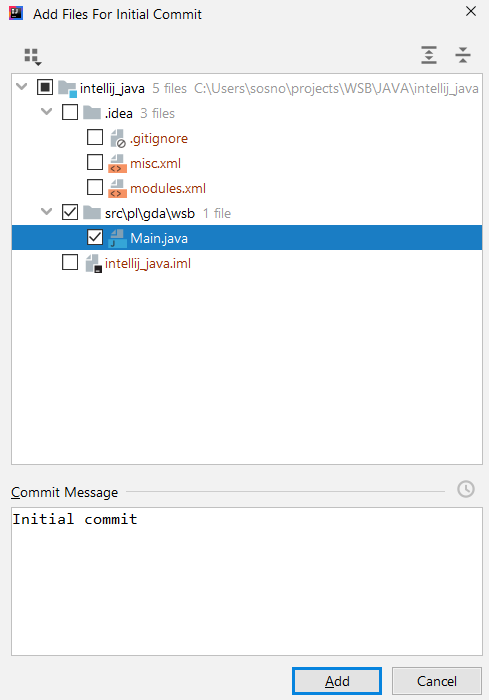 Add Files For Initial Commit
intellij_java 5 files C:\Users\sosno\projects\WSB\JAVA\intellij_java
.idea 3 files
.gitignore
misc.xml
modules.xml
src\pl\gda\wsb 1 file
Main.java
intellij_java.iml
Commit Message
Initial commit
Add Cancel